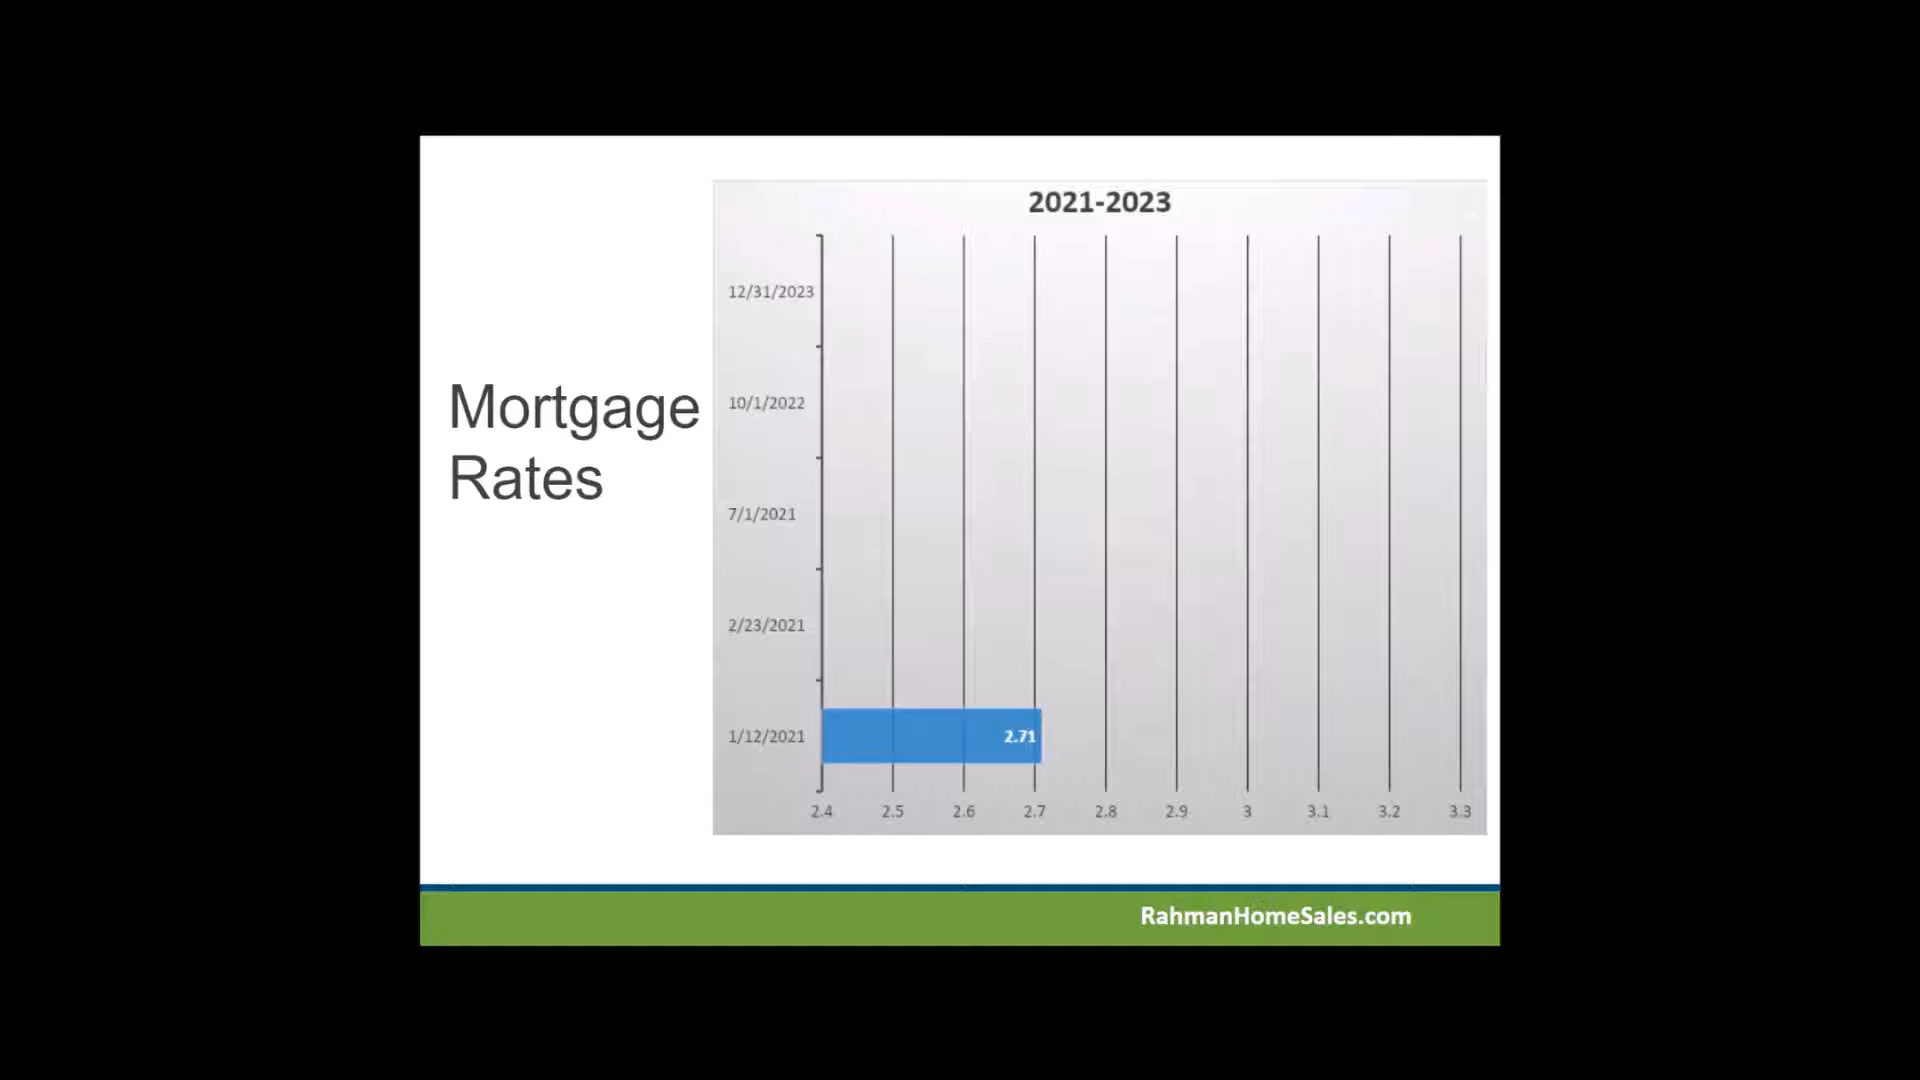 2021-2023
12/31/2023
10/1/2022
Mortgage
Rates
7/1/2021
2/23/2021
1/12/2021
2.71
2.4 2.5 2.6 2.7 2.8 2.9 3 3.1 3.2 3.3
RahmanHomeSales.com